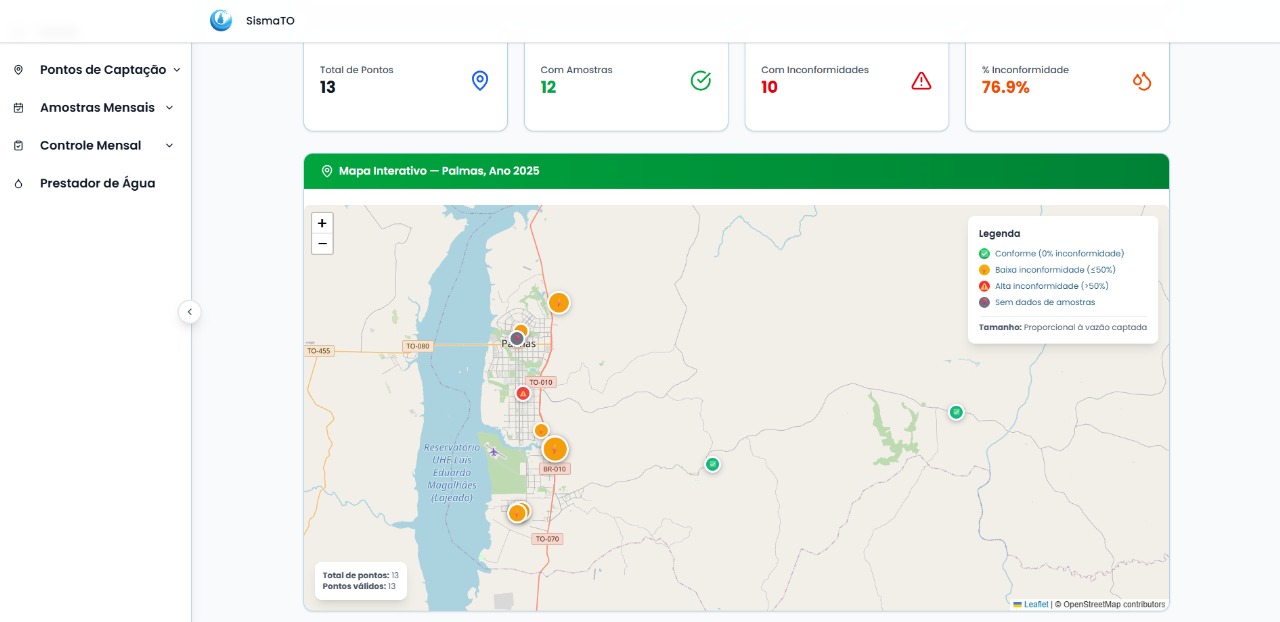 SismaTO
Pontos de Captação
Amostras Mensais
Controle Mensal
Prestador de Água
Total de Pontos
13
Com Amostras
12
Com Inconformidades
10
% Inconformidade
76.9%
Mapa Interativo — Palmas, Ano 2025
+
−
Legenda
Conforme (0% inconformidade)
Baixa inconformidade (≤50%)
Alta inconformidade (>50%)
Sem dados de amostras
Tamanho: Proporcional à vazão captada
TO-455
TO-080
Palmas
TO-010
Reservatório
UHE Luís
Eduardo
Magalhães
(Lajeado)
BR-010
TO-070
Total de pontos: 13
Pontos válidos: 13
Leaflet | © OpenStreetMap contributors